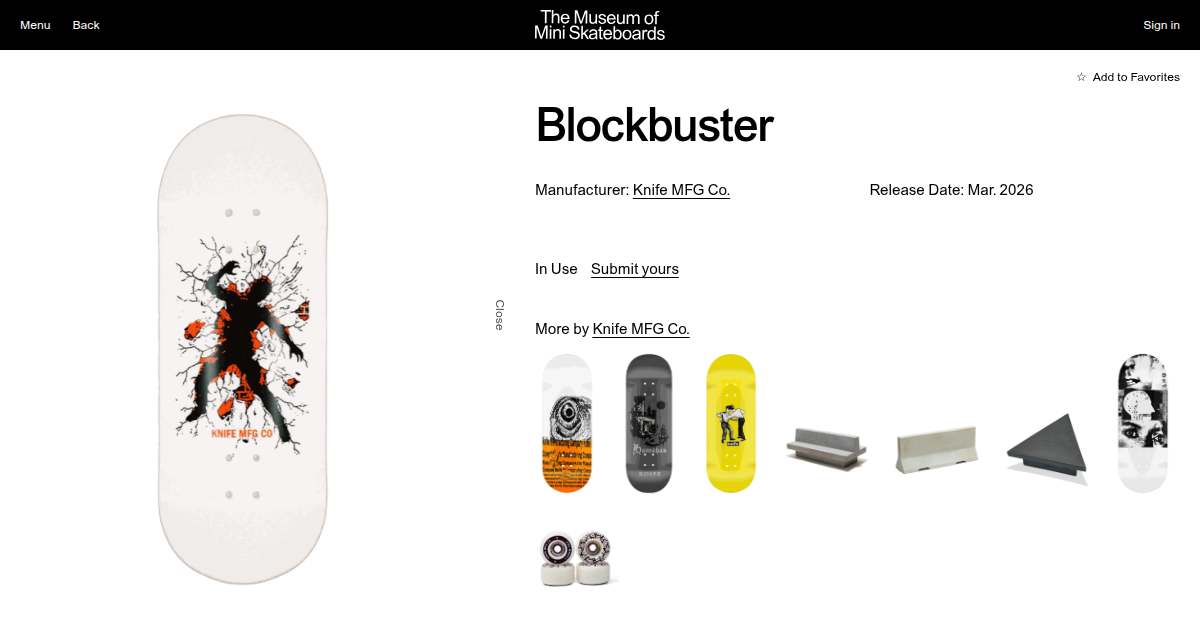 Menu
Back
The Museum of
Mini Skateboards
Sign in
☆ Add to Favorites
Blockbuster
Manufacturer: Knife MFG Co.
Release Date: Mar. 2026
In Use
Submit yours
Close
More by Knife MFG Co.
KNIFE MFG CO